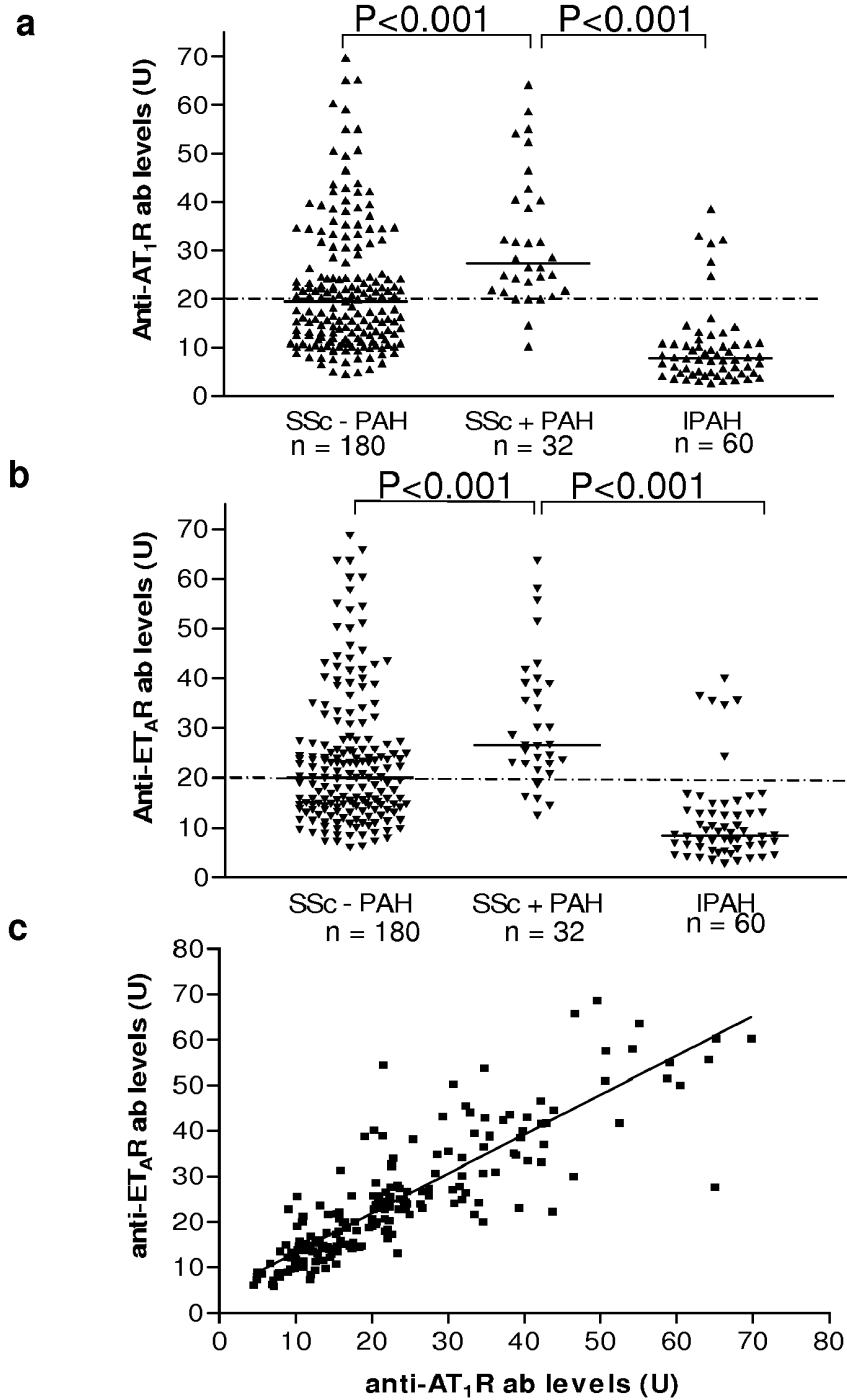 a
P<0.001 P<0.001
Anti-AT1R ab levels (U)
70
60
50
40
30
20
10
0
SSc - PAH SSc + PAH IPAH
n = 180 n = 32 n = 60
b
P<0.001 P<0.001
Anti-ETAR ab levels (U)
70
60
50
40
30
20
10
0
SSc - PAH SSc + PAH IPAH
n = 180 n = 32 n = 60
c
anti-ETAR ab levels (U)
80
70
60
50
40
30
20
10
0
0 10 20 30 40 50 60 70 80
anti-AT1R ab levels (U)